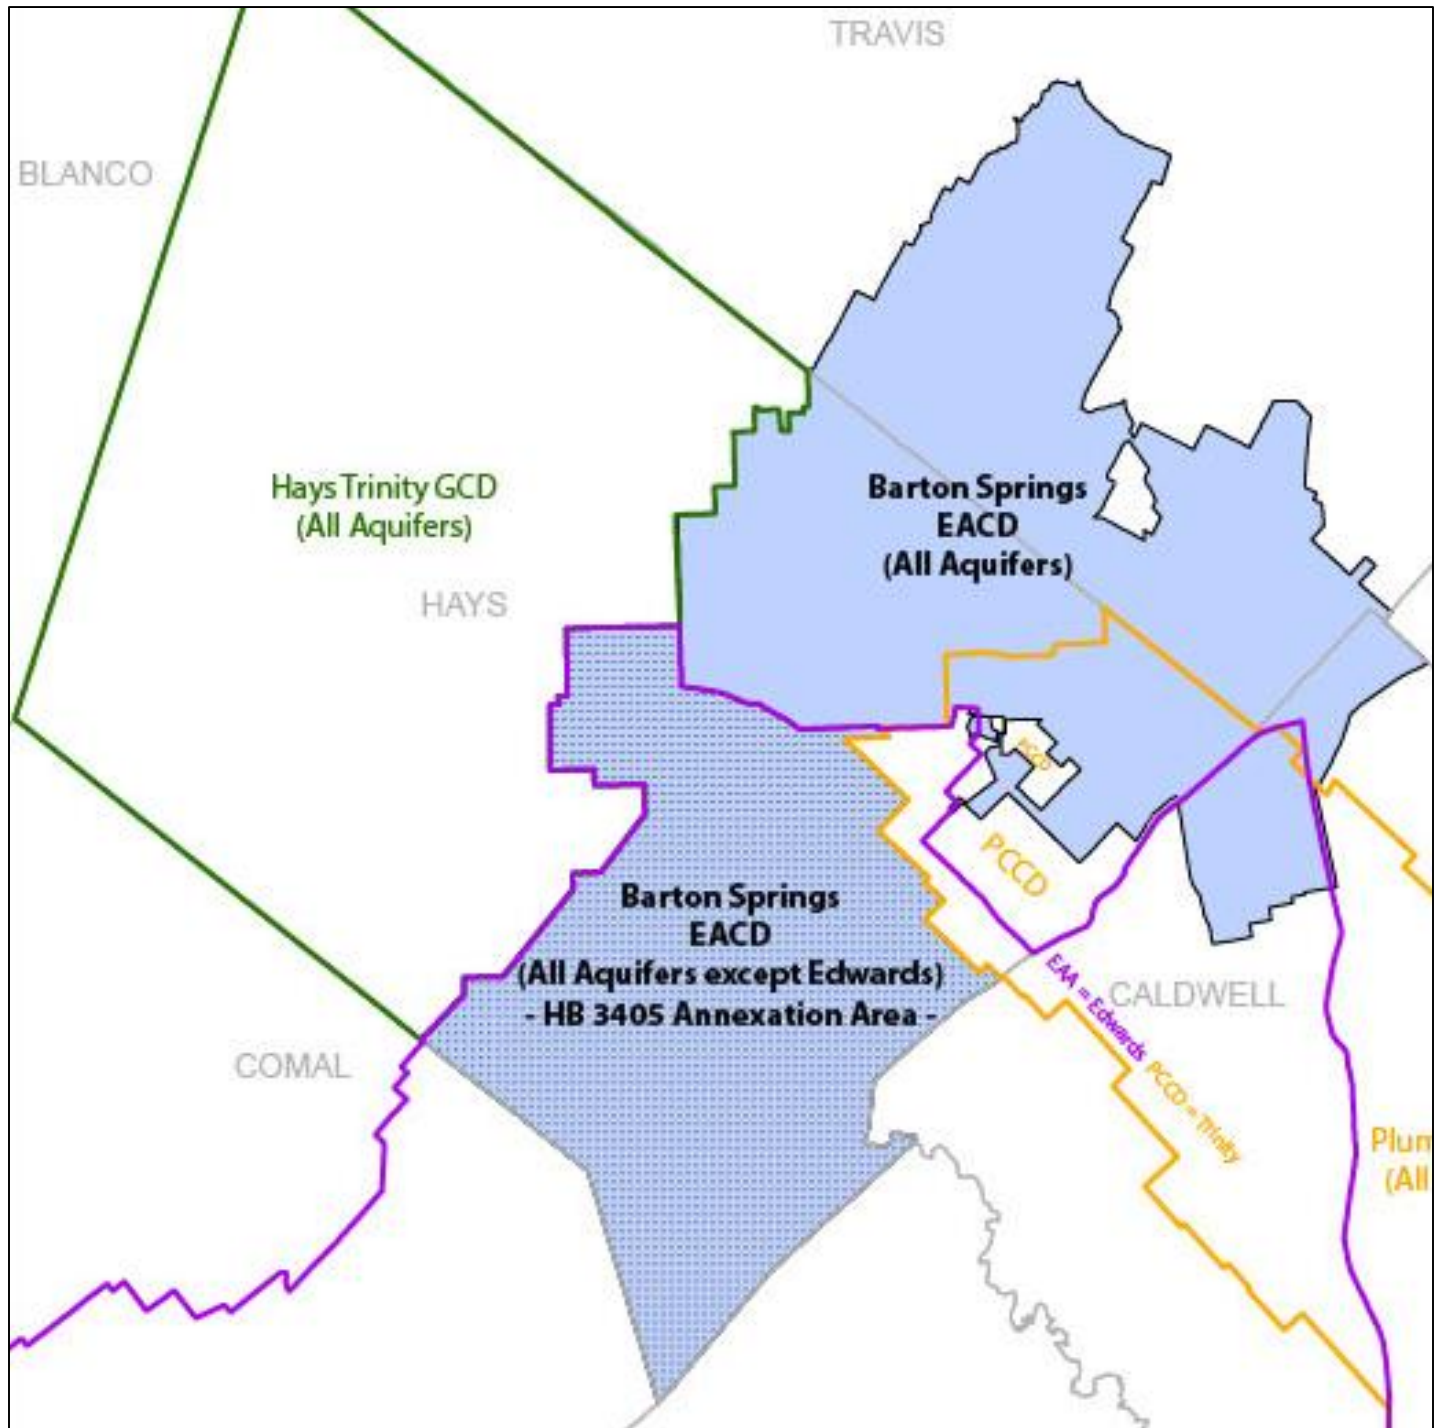 TRAVIS
BLANCO
Hays Trinity GCD
(All Aquifers)
Barton Springs
EACD
(All Aquifers)
HAYS
PCCD
PCCD
Barton Springs
EACD
(All Aquifers except Edwards)
- HB 3405 Annexation Area -
EAA = Edwards
PCCD = Trinity
CALDWELL
COMAL
Plum
(All